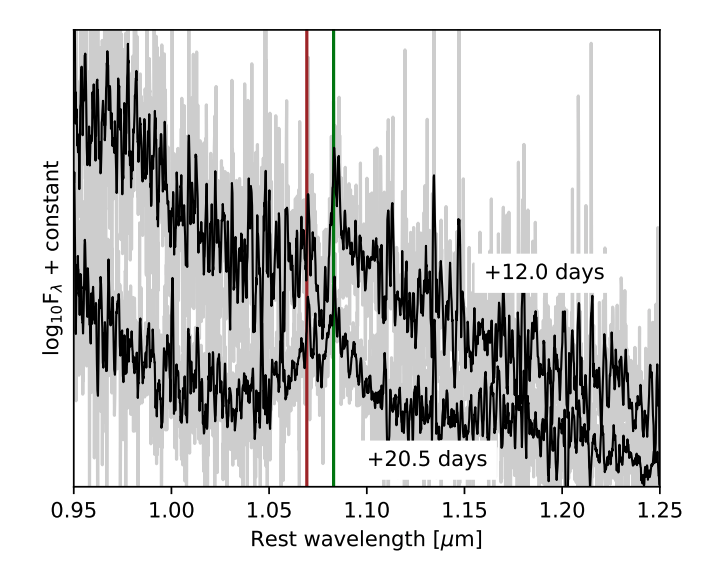 log₁₀F_λ + constant
+12.0 days
+20.5 days
0.95 1.00 1.05 1.10 1.15 1.20 1.25
Rest wavelength [μm]